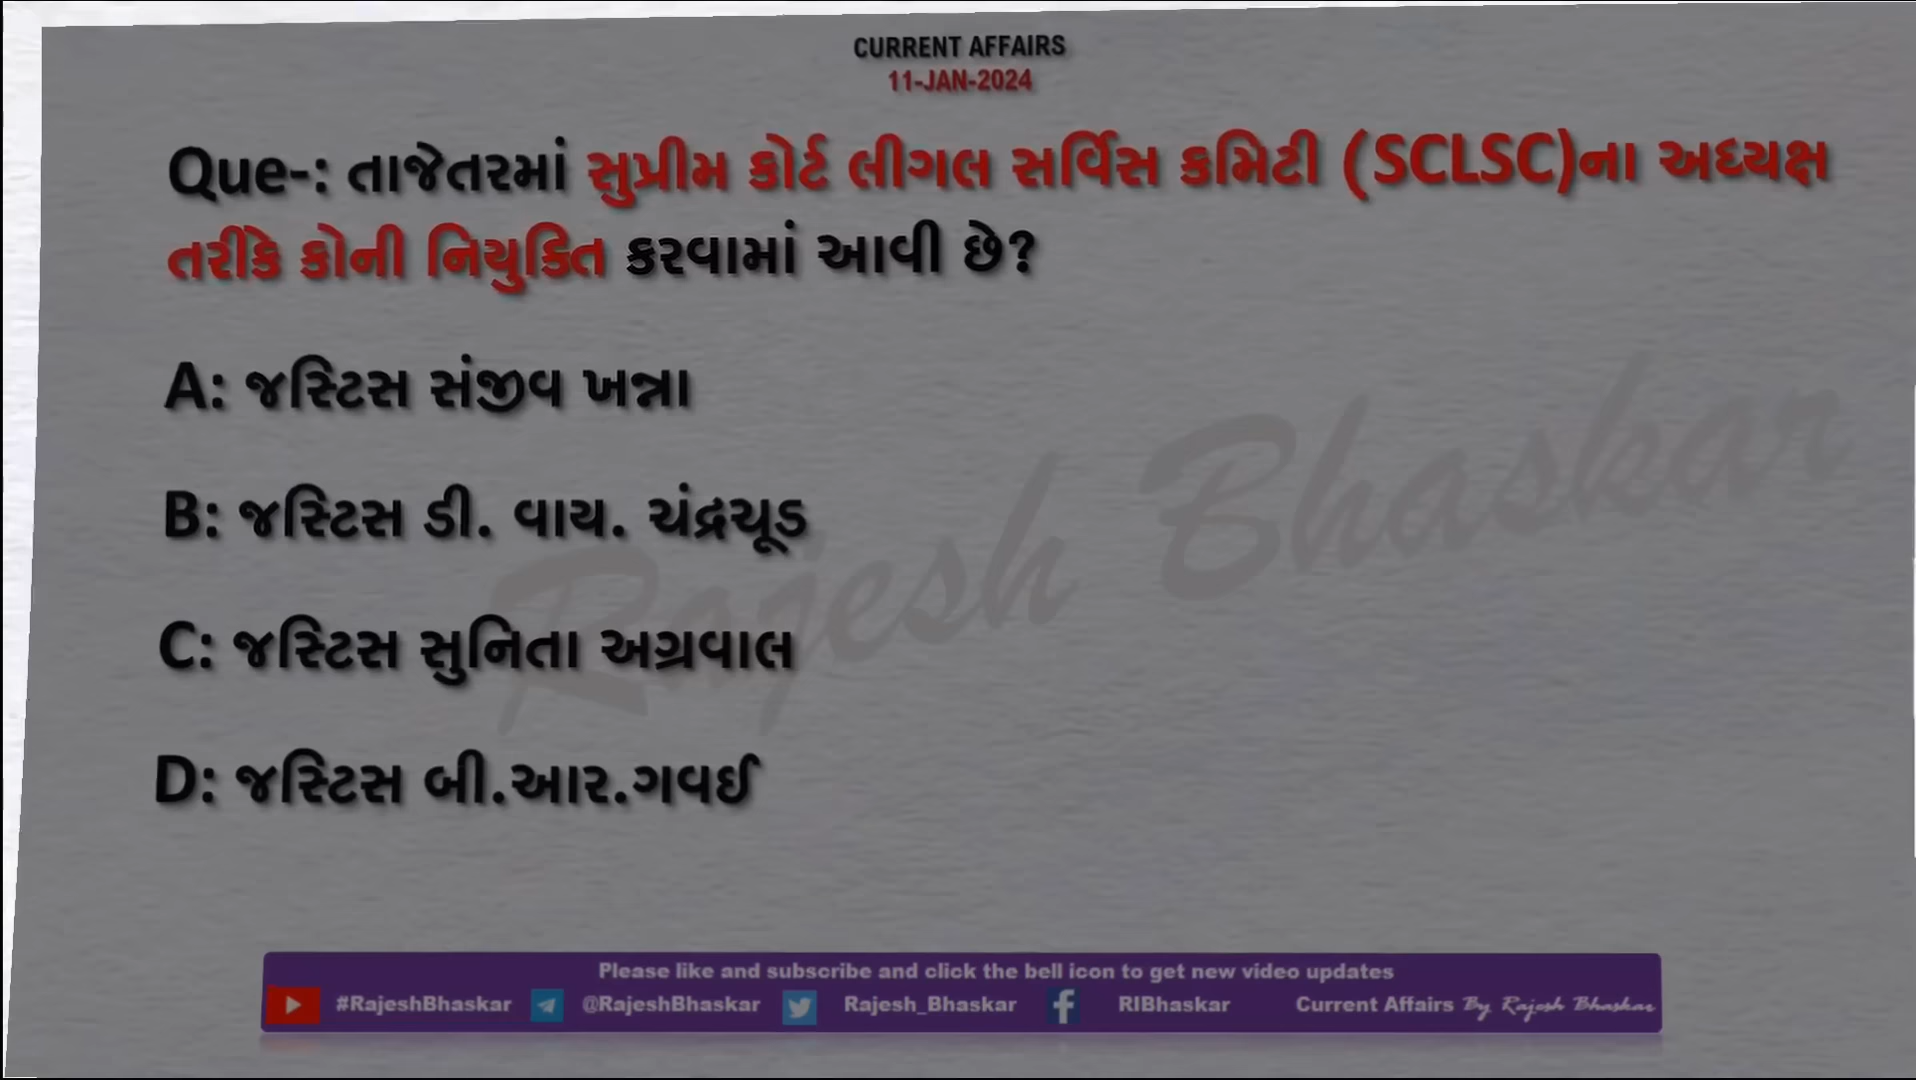 CURRENT AFFAIRS
11-JAN-2024
Que-: તાજેતરમાં સુપ્રીમ કોર્ટ લીગલ સર્વિસ કમિટી (SCLSC)ના અધ્યક્ષ
તરીકે કોની નિયુક્તિ કરવામાં આવી છે?
A: જસ્ટિસ સંજીવ ખન્ના
B: જસ્ટિસ ડી. વાય. ચંદ્રચૂડ
C: જસ્ટિસ સુનિતા અગ્રવાલ
D: જસ્ટિસ બી.આર.ગવઈ
Rajesh Bhaskar
Please like and subscribe and click the bell icon to get new video updates
#RajeshBhaskar @RajeshBhaskar Rajesh_Bhaskar RIBhaskar Current Affairs By Rajesh Bhaskar